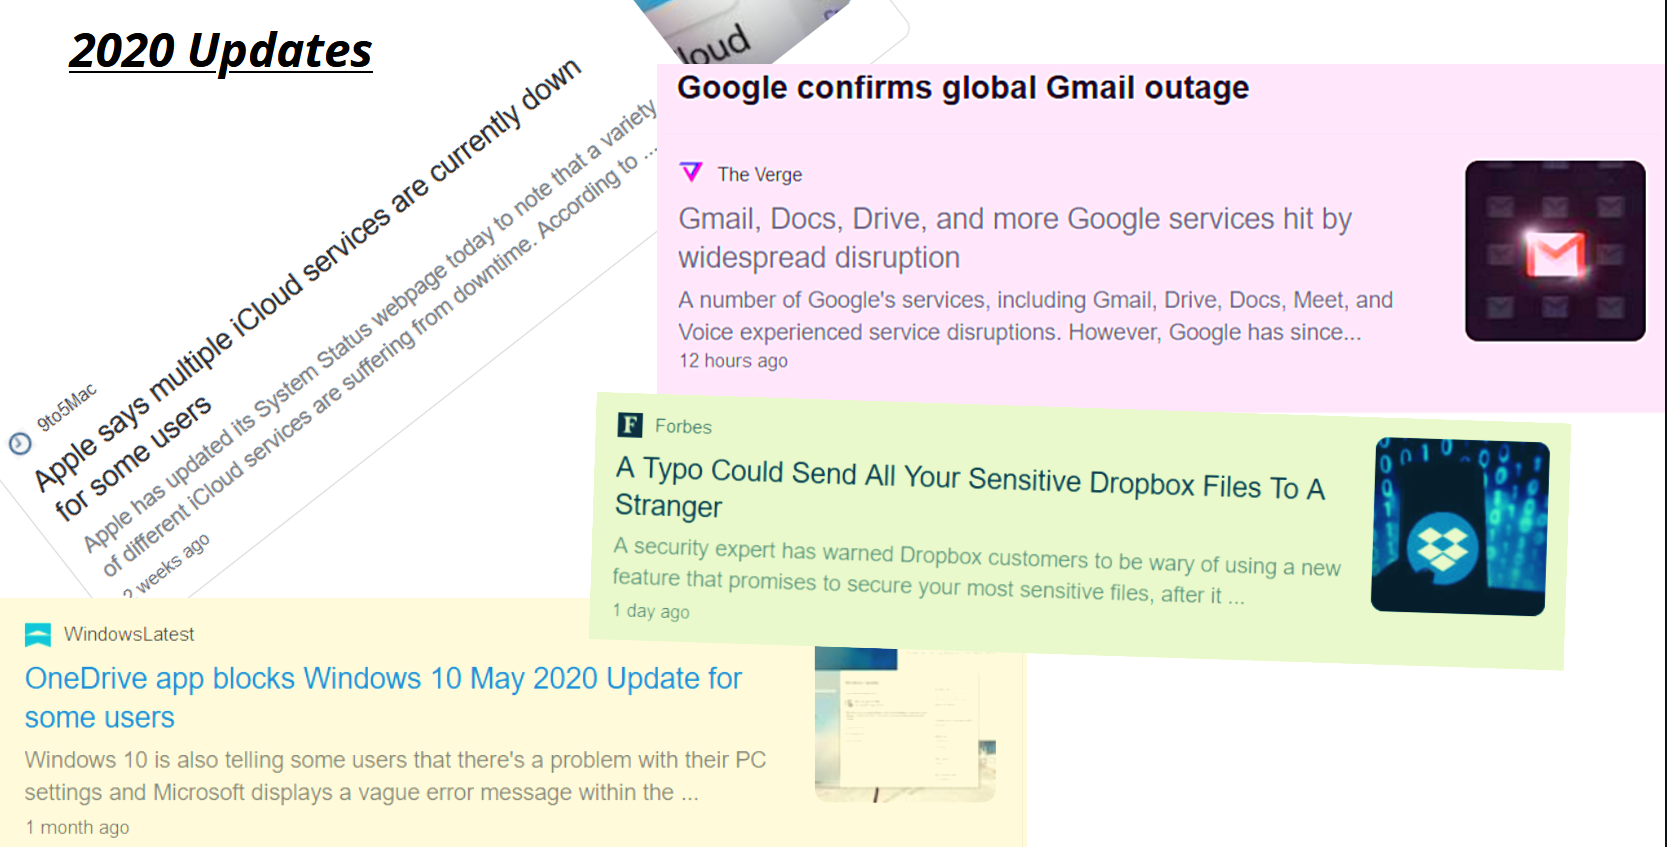 2020 Updates
loud
9to5Mac
Apple says multiple iCloud services are currently down
for some users
Apple has updated its System Status webpage today to note that a variety
of different iCloud services are suffering from downtime. According to ...
2 weeks ago
Google confirms global Gmail outage
The Verge
Gmail, Docs, Drive, and more Google services hit by
widespread disruption
A number of Google's services, including Gmail, Drive, Docs, Meet, and
Voice experienced service disruptions. However, Google has since...
12 hours ago
F Forbes
A Typo Could Send All Your Sensitive Dropbox Files To A
Stranger
A security expert has warned Dropbox customers to be wary of using a new
feature that promises to secure your most sensitive files, after it ...
1 day ago
WindowsLatest
OneDrive app blocks Windows 10 May 2020 Update for
some users
Windows 10 is also telling some users that there's a problem with their PC
settings and Microsoft displays a vague error message within the ...
1 month ago